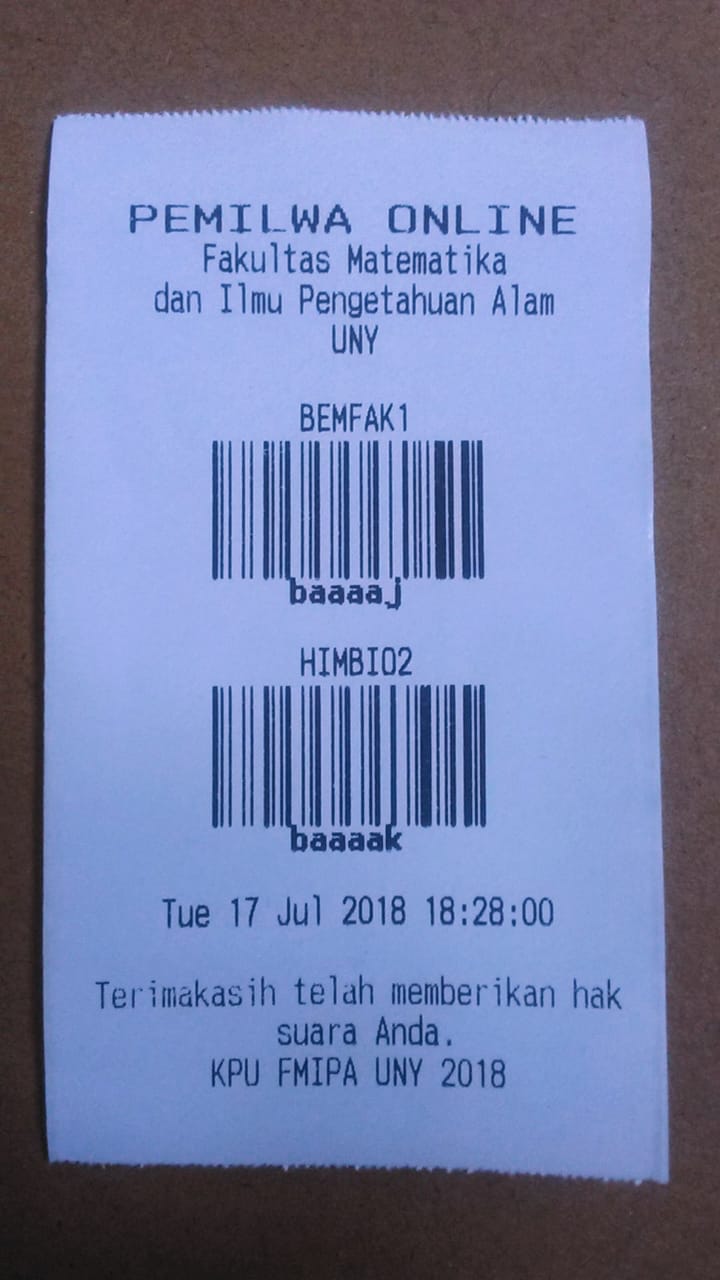 PEMILWA ONLINE
Fakultas Matematika
dan Ilmu Pengetahuan Alam
UNY
BEMFAK1
baaaaj
HIMBIO2
baaaak
Tue 17 Jul 2018 18:28:00
Terimakasih telah memberikan hak
suara Anda.
KPU FMIPA UNY 2018